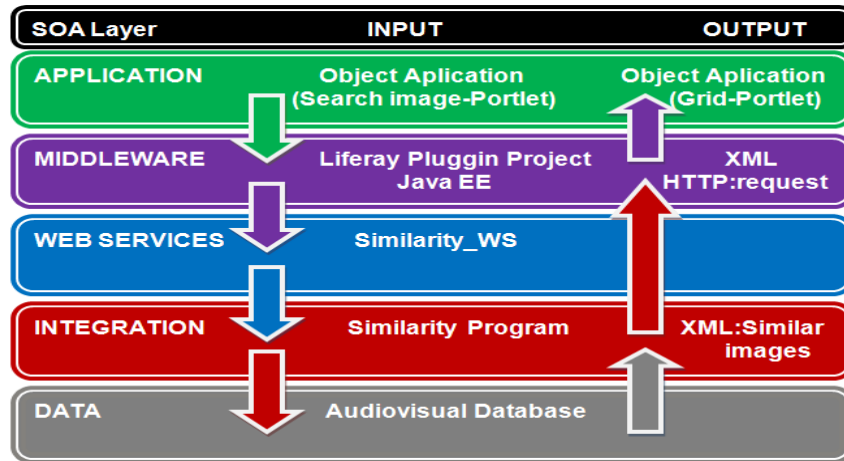 SOA Layer INPUT OUTPUT
APPLICATION Object Aplication Object Aplication
(Search image-Portlet) (Grid-Portlet)
MIDDLEWARE Liferay Pluggin Project XML
Java EE HTTP:request
WEB SERVICES Similarity_WS
INTEGRATION Similarity Program XML:Similar
images
DATA Audiovisual Database